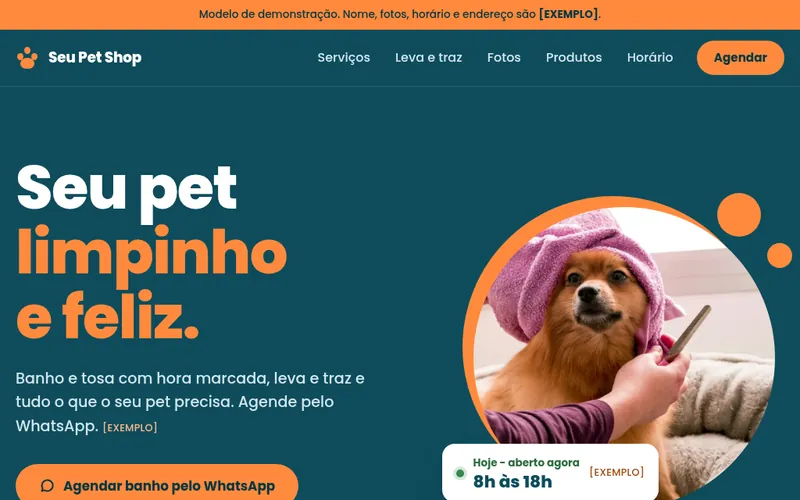 Modelo de demonstração. Nome, fotos, horário e endereço são [EXEMPLO].
Seu Pet Shop
Serviços
Leva e traz
Fotos
Produtos
Horário
Agendar
Seu pet
limpinho
e feliz.
Banho e tosa com hora marcada, leva e traz e
tudo o que o seu pet precisa. Agende pelo
WhatsApp. [EXEMPLO]
Agendar banho pelo WhatsApp
Hoje - aberto agora
8h às 18h
[EXEMPLO]